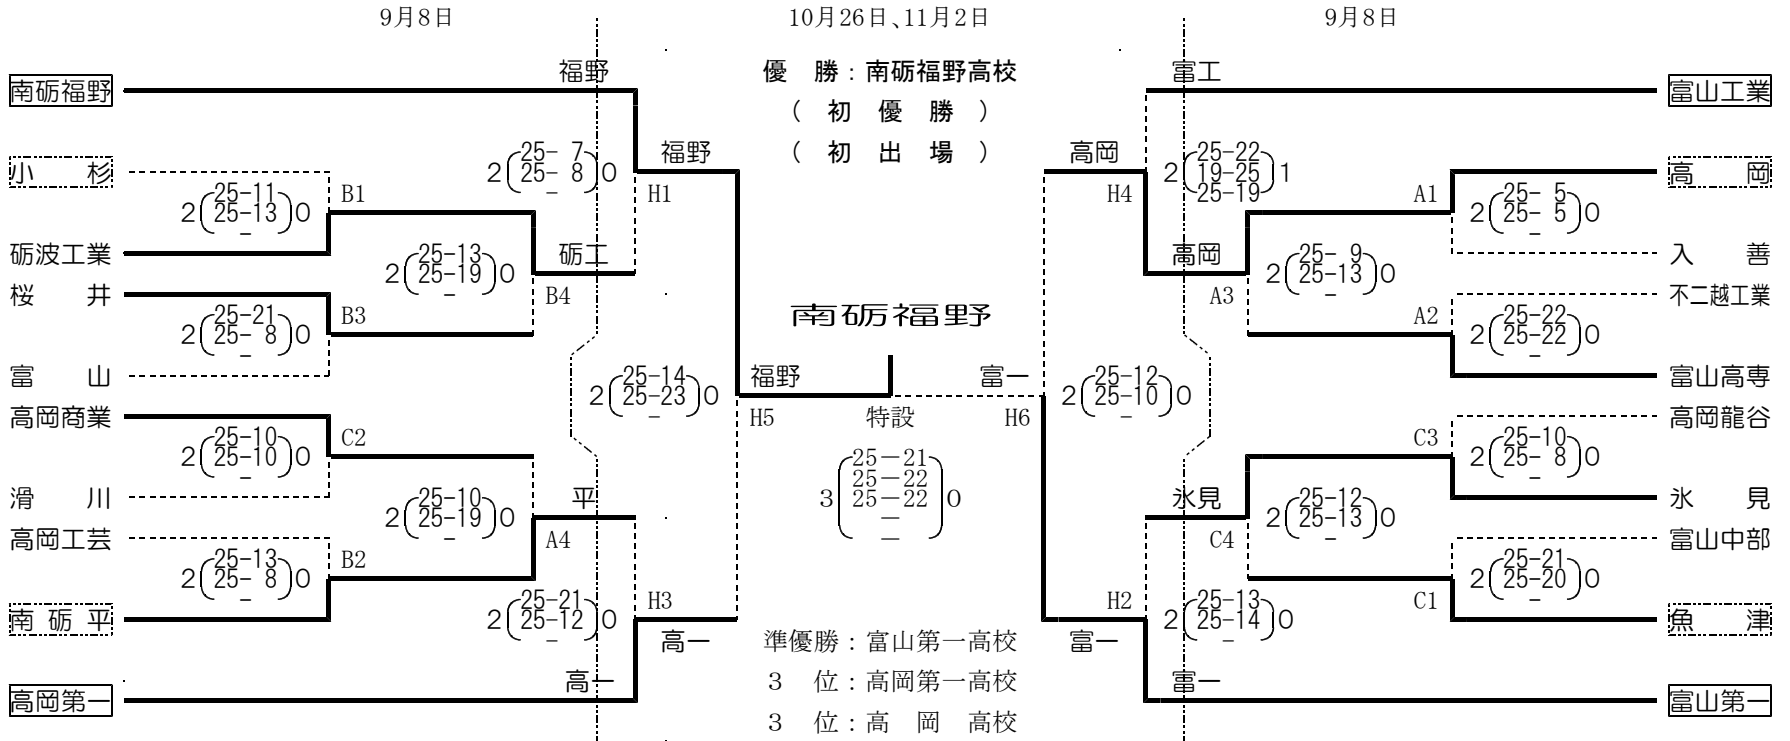 9月8日 10月26日、11月2日 9月8日
福野 優 勝：南砺福野高校 富工
南砺福野 富山工業
（ 初 優 勝 ）
（ 初 出 場 ）
小 杉 2 25- 7 25- 8 0 福野 高岡 2 25-22 19-25 25-19 1 高 岡
H1 H4
2 25-11 25-13 - 0 B1 A1 2 25- 5 25- 5 - 0
砺波工業 2 25-13 25-19 - 0 砺工 高岡 2 25- 9 25-13 - 0 入 善
桜 井 B4 A3 不二越工業
2 25-21 25- 8 - 0 B3 南砺福野 A2 2 25-22 25-22 - 0
富 山 2 25-14 25-23 - 0 福野 富一 2 25-12 25-10 - 0 富山高専
高岡商業 H5 特設 H6 高岡龍谷
2 25-10 25-10 - 0 C2 C3 2 25-10 25- 8 - 0
3 25-21 25-22 25-22 - - 0
滑 川 平 氷見 氷 見
2 25-10 25-19 - 0 2 25-12 25-13 - 0
高岡工芸 A4 C4 富山中部
2 25-13 25- 8 - 0 B2 2 25-21 25-20 - 0
H3 H2 C1
南 砺 平 2 25-21 25-12 - 0 2 25-13 25-14 - 0 魚 津
高一 準優勝：富山第一高校 富一
高一 3 位：高岡第一高校 富一
高岡第一 富山第一
3 位：高 岡 高校